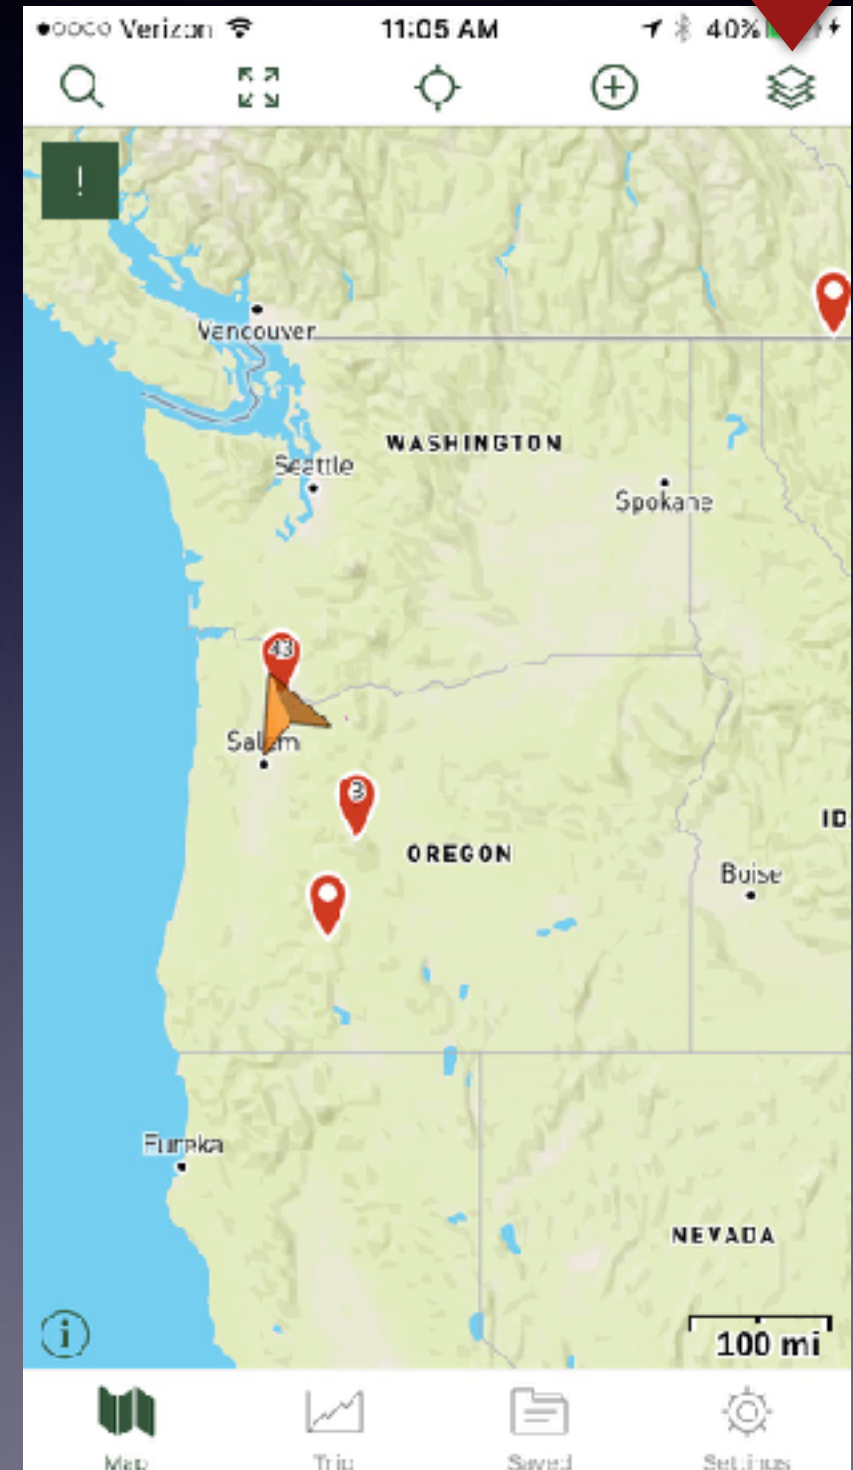 Verizon 11:05 AM 40%
!
Vancouver
WASHINGTON
Seattle
Spokane
43
Salem
3
OREGON
ID
Boise
Eureka
NEVADA
i
100 mi
Map Trip Saved Settings